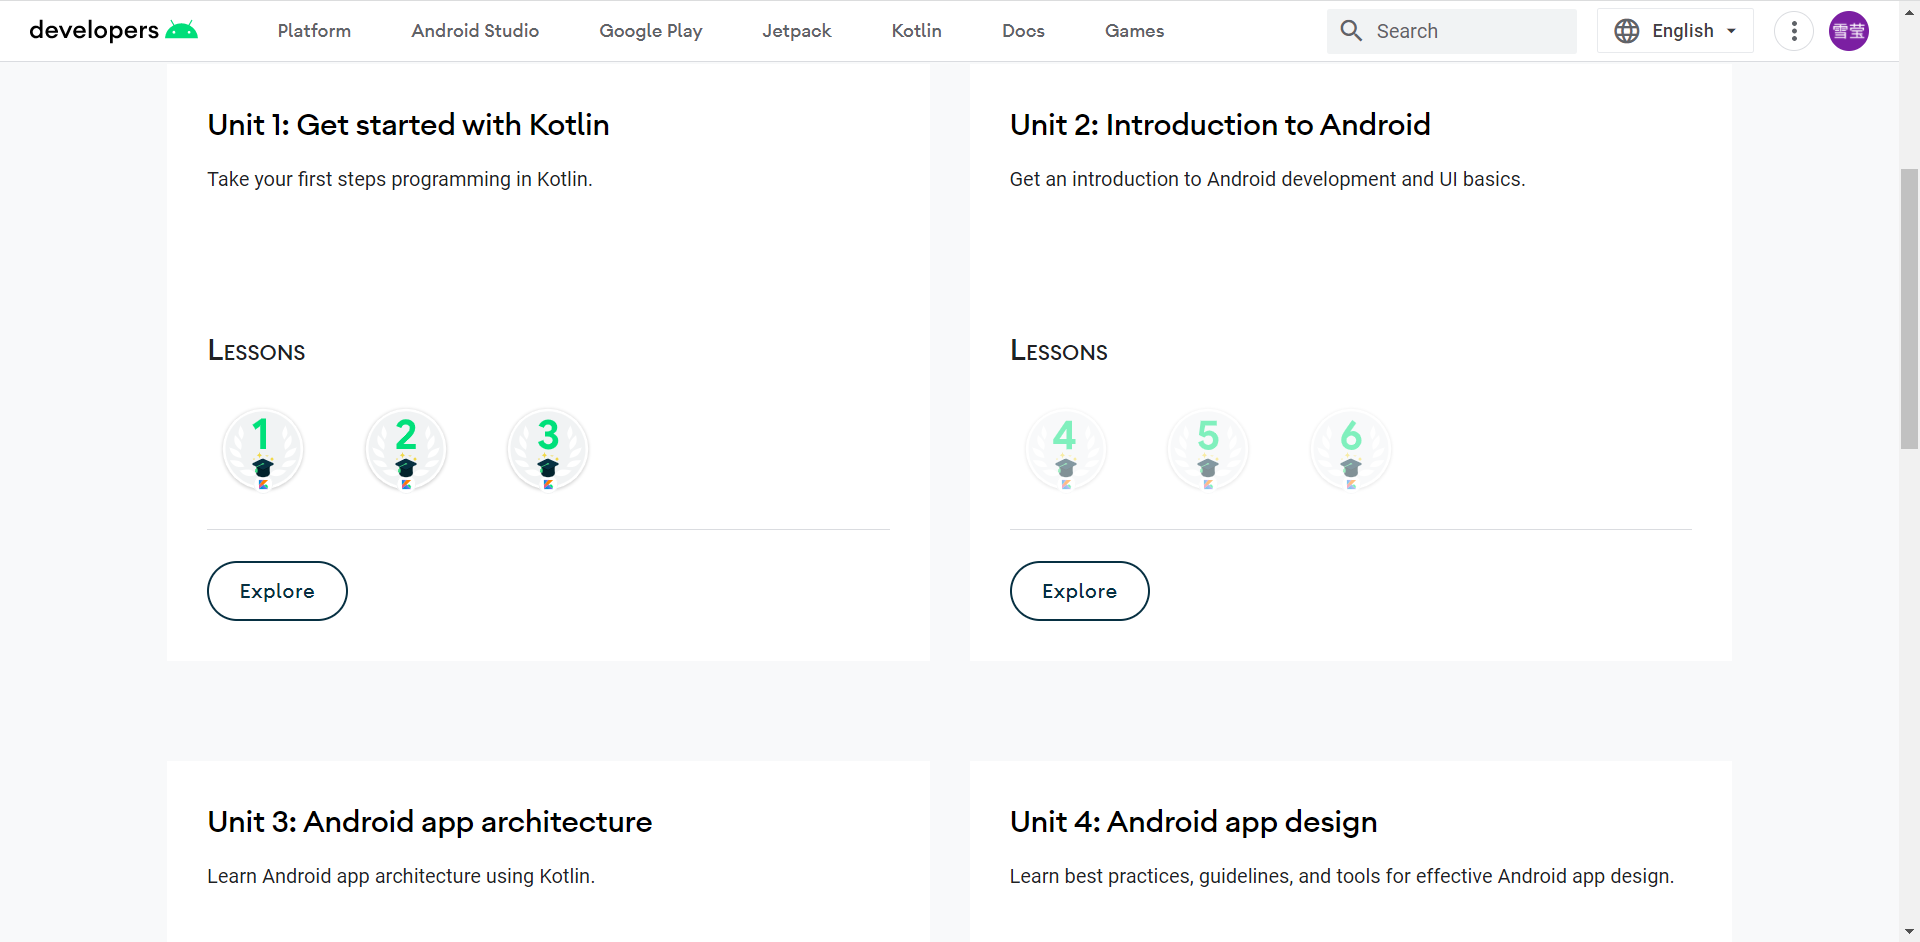 developers
Platform
Android Studio
Google Play
Jetpack
Kotlin
Docs
Games
Search
English
雪莹
Unit 1: Get started with Kotlin
Take your first steps programming in Kotlin.
Lessons
1
2
3
Explore
Unit 2: Introduction to Android
Get an introduction to Android development and UI basics.
Lessons
4
5
6
Explore
Unit 3: Android app architecture
Learn Android app architecture using Kotlin.
Unit 4: Android app design
Learn best practices, guidelines, and tools for effective Android app design.